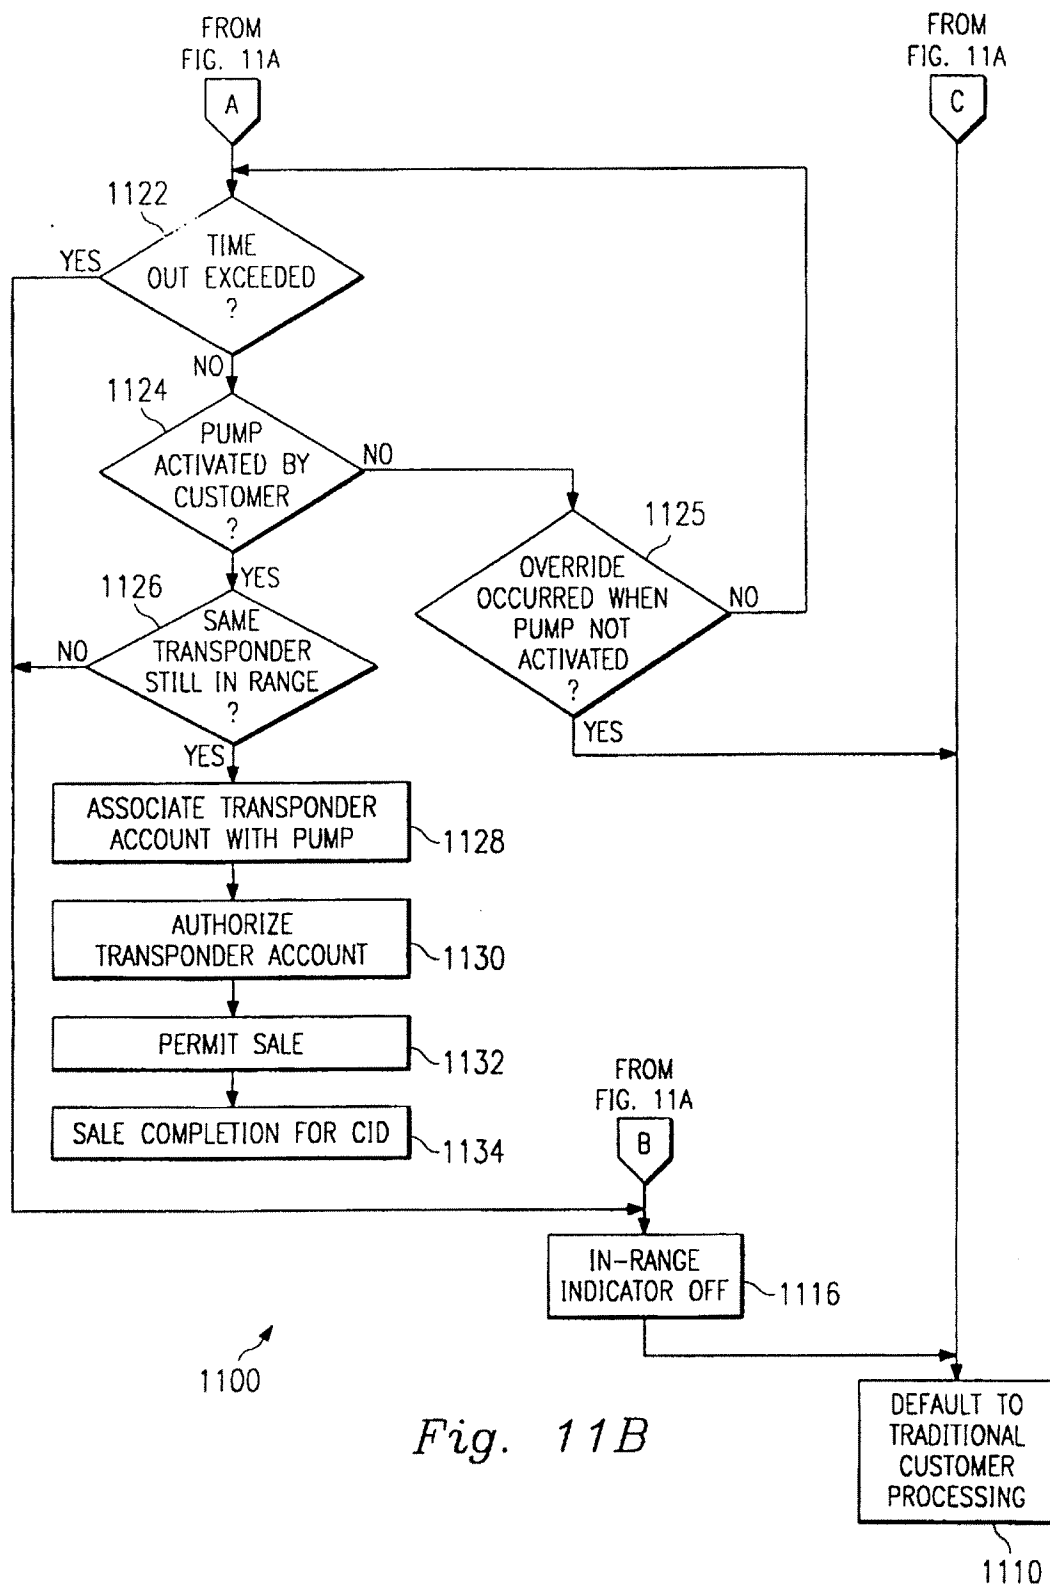 FROM
FIG. 11A
A
FROM
FIG. 11A
C
1122
YES
TIME
OUT EXCEEDED
?
NO
1124
PUMP
ACTIVATED BY
CUSTOMER
?
NO
YES
1125
OVERRIDE
OCCURRED WHEN
PUMP NOT
ACTIVATED
?
NO
YES
1126
NO
SAME
TRANSPONDER
STILL IN RANGE
?
YES
ASSOCIATE TRANSPONDER
ACCOUNT WITH PUMP
1128
AUTHORIZE
TRANSPONDER ACCOUNT
1130
PERMIT SALE
1132
SALE COMPLETION FOR CID
1134
FROM
FIG. 11A
B
IN-RANGE
INDICATOR OFF
1116
1100
Fig. 11B
DEFAULT TO
TRADITIONAL
CUSTOMER
PROCESSING
1110